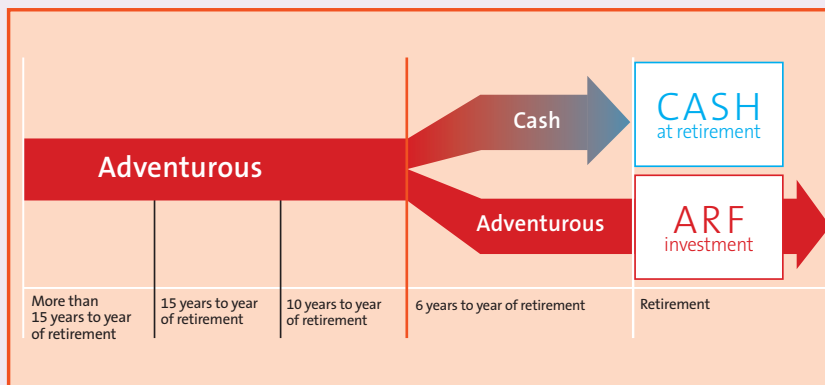 Adventurous
Cash
CASH
at retirement
Adventurous
ARF
investment
More than
15 years to year
of retirement
15 years to year
of retirement
10 years to year
of retirement
6 years to year of retirement
Retirement